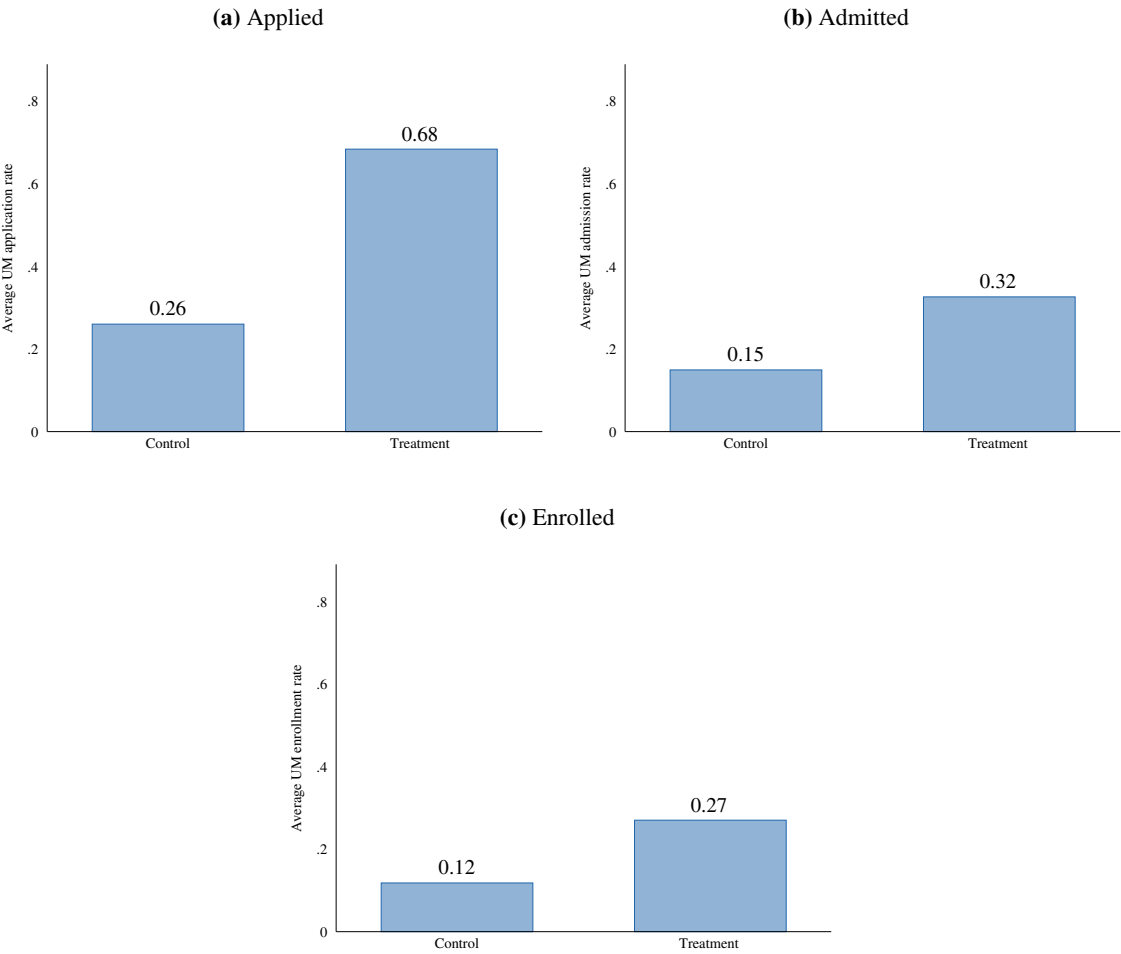 (a) Applied
Average UM application rate
.8
.6
.4
.2
0
0.26
0.68
Control
Treatment
(b) Admitted
Average UM admission rate
.8
.6
.4
.2
0
0.15
0.32
Control
Treatment
(c) Enrolled
Average UM enrollment rate
.8
.6
.4
.2
0
0.12
0.27
Control
Treatment